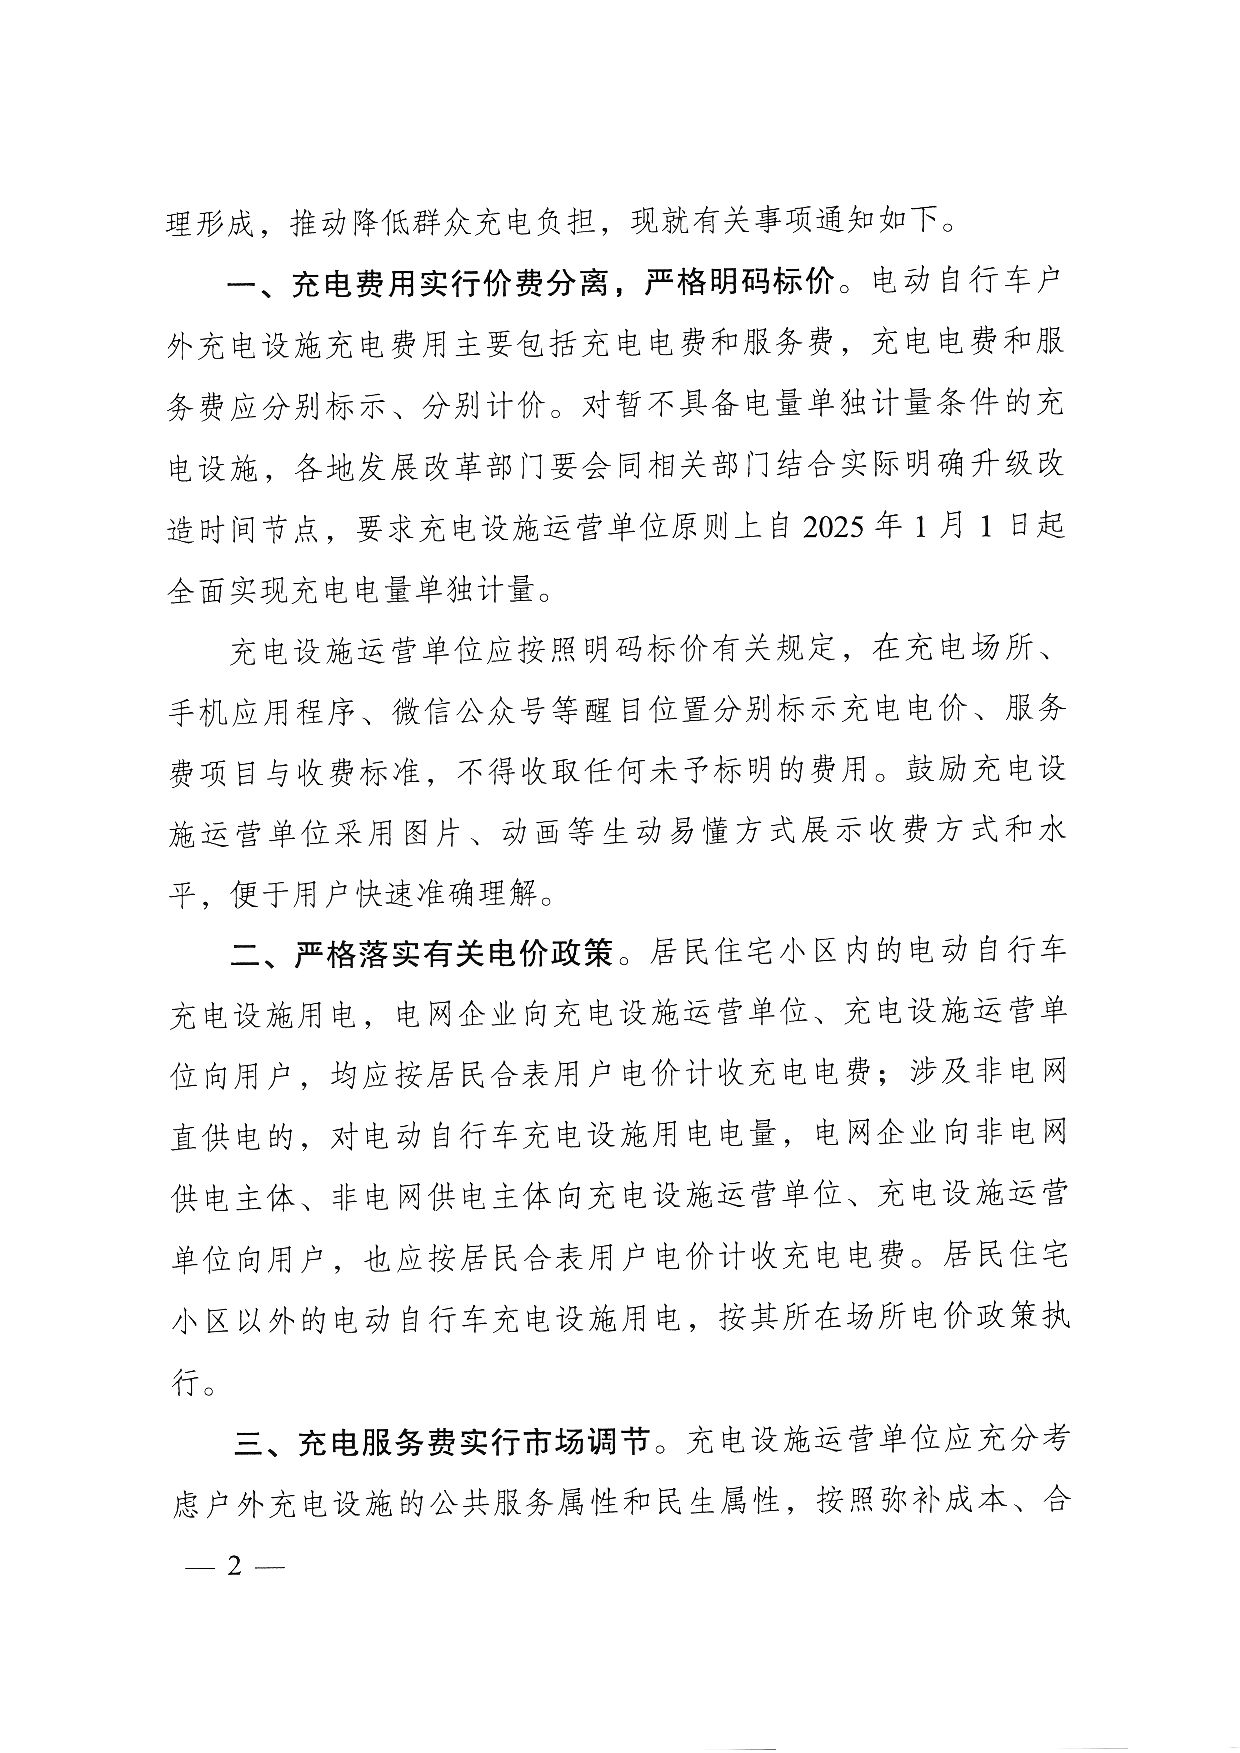 理形成，推动降低群众充电负担，现就有关事项通知如下。
一、充电费用实行价费分离，严格明码标价。电动自行车户
外充电设施充电费用主要包括充电电费和服务费，充电电费和服
务费应分别标示、分别计价。对暂不具备电量单独计量条件的充
电设施，各地发展改革部门要会同相关部门结合实际明确升级改
造时间节点，要求充电设施运营单位原则上自 2025 年 1 月 1 日起
全面实现充电电量单独计量。
充电设施运营单位应按照明码标价有关规定，在充电场所、
手机应用程序、微信公众号等醒目位置分别标示充电电价、服务
费项目与收费标准，不得收取任何未予标明的费用。鼓励充电设
施运营单位采用图片、动画等生动易懂方式展示收费方式和水
平，便于用户快速准确理解。
二、严格落实有关电价政策。居民住宅小区内的电动自行车
充电设施用电，电网企业向充电设施运营单位、充电设施运营单
位向用户，均应按居民合表用户电价计收充电电费；涉及非电网
直供电的，对电动自行车充电设施用电电量，电网企业向非电网
供电主体、非电网供电主体向充电设施运营单位、充电设施运营
单位向用户，也应按居民合表用户电价计收充电电费。居民住宅
小区以外的电动自行车充电设施用电，按其所在场所电价政策执
行。
三、充电服务费实行市场调节。充电设施运营单位应充分考
虑户外充电设施的公共服务属性和民生属性，按照弥补成本、合
— 2 —